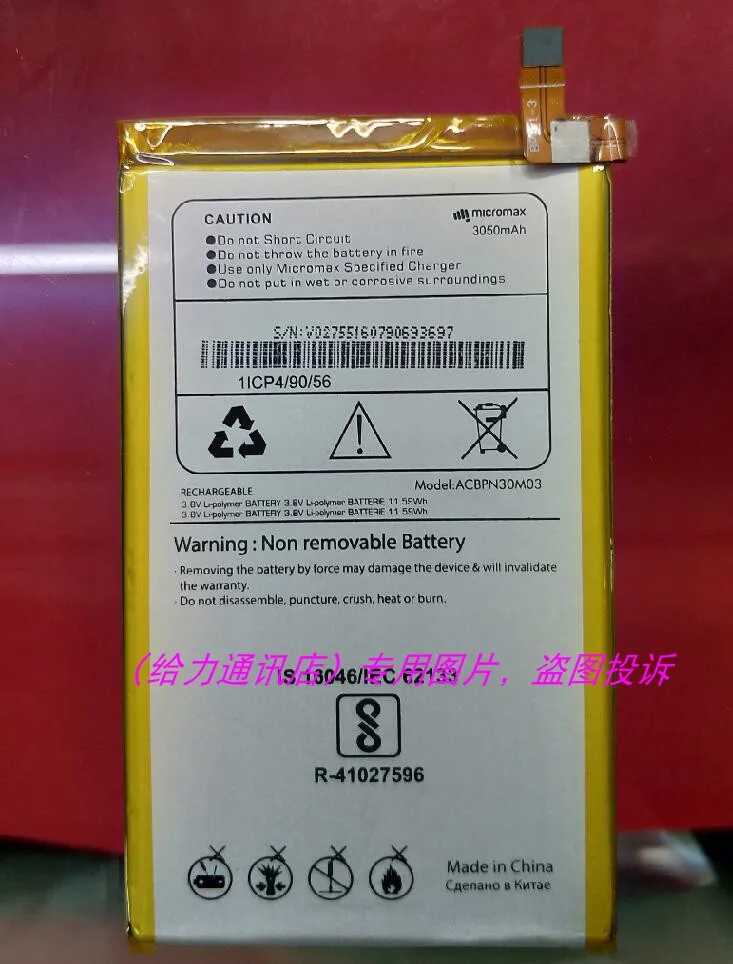 BAT 1 3
CAUTION
micromax
3050mAh
●Do not Short Circuit
●Do not throw the battery in fire
●Use only Micromax Specified Charger
●Do not put in wet or corrosive surroundings
S/N:V02755160790693697
1ICP4/90/56
Model:ACBPN30M03
RECHARGEABLE
3.8V Li-polymer BATTERY 3.8V Li-polymer BATTERIE 11.55Wh
3.8V Li-polymer BATTERY 3.8V Li-polymer BATTERIE 11.55Wh
Warning : Non removable Battery
· Removing the battery by force may damage the device & will invalidate
the warranty.
· Do not disassemble, puncture, crush, heat or burn.
（给力通讯店）专用图片，盗图投诉
IS 16046/IEC 62133
R-41027596
Made in China
Сделано в Китае